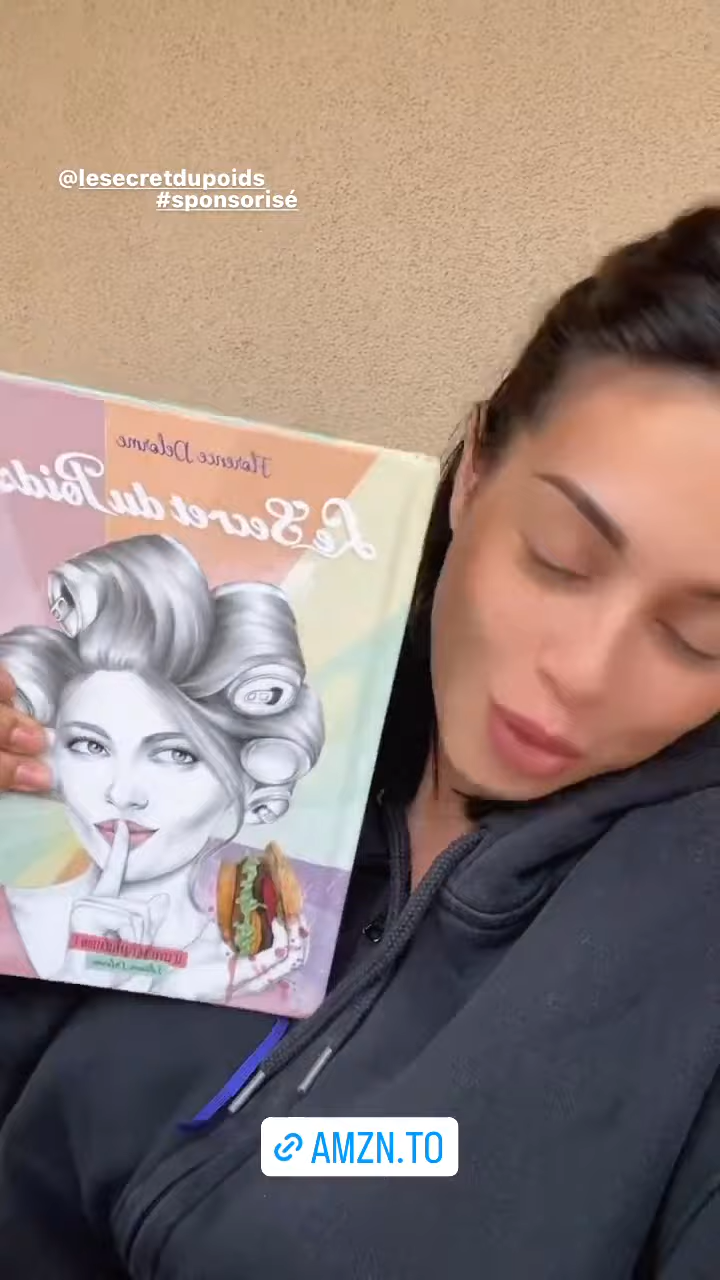 @lesecretdupoids
#sponsorisé
Florence Delorme
Le Secret du Poids
AMZN.TO